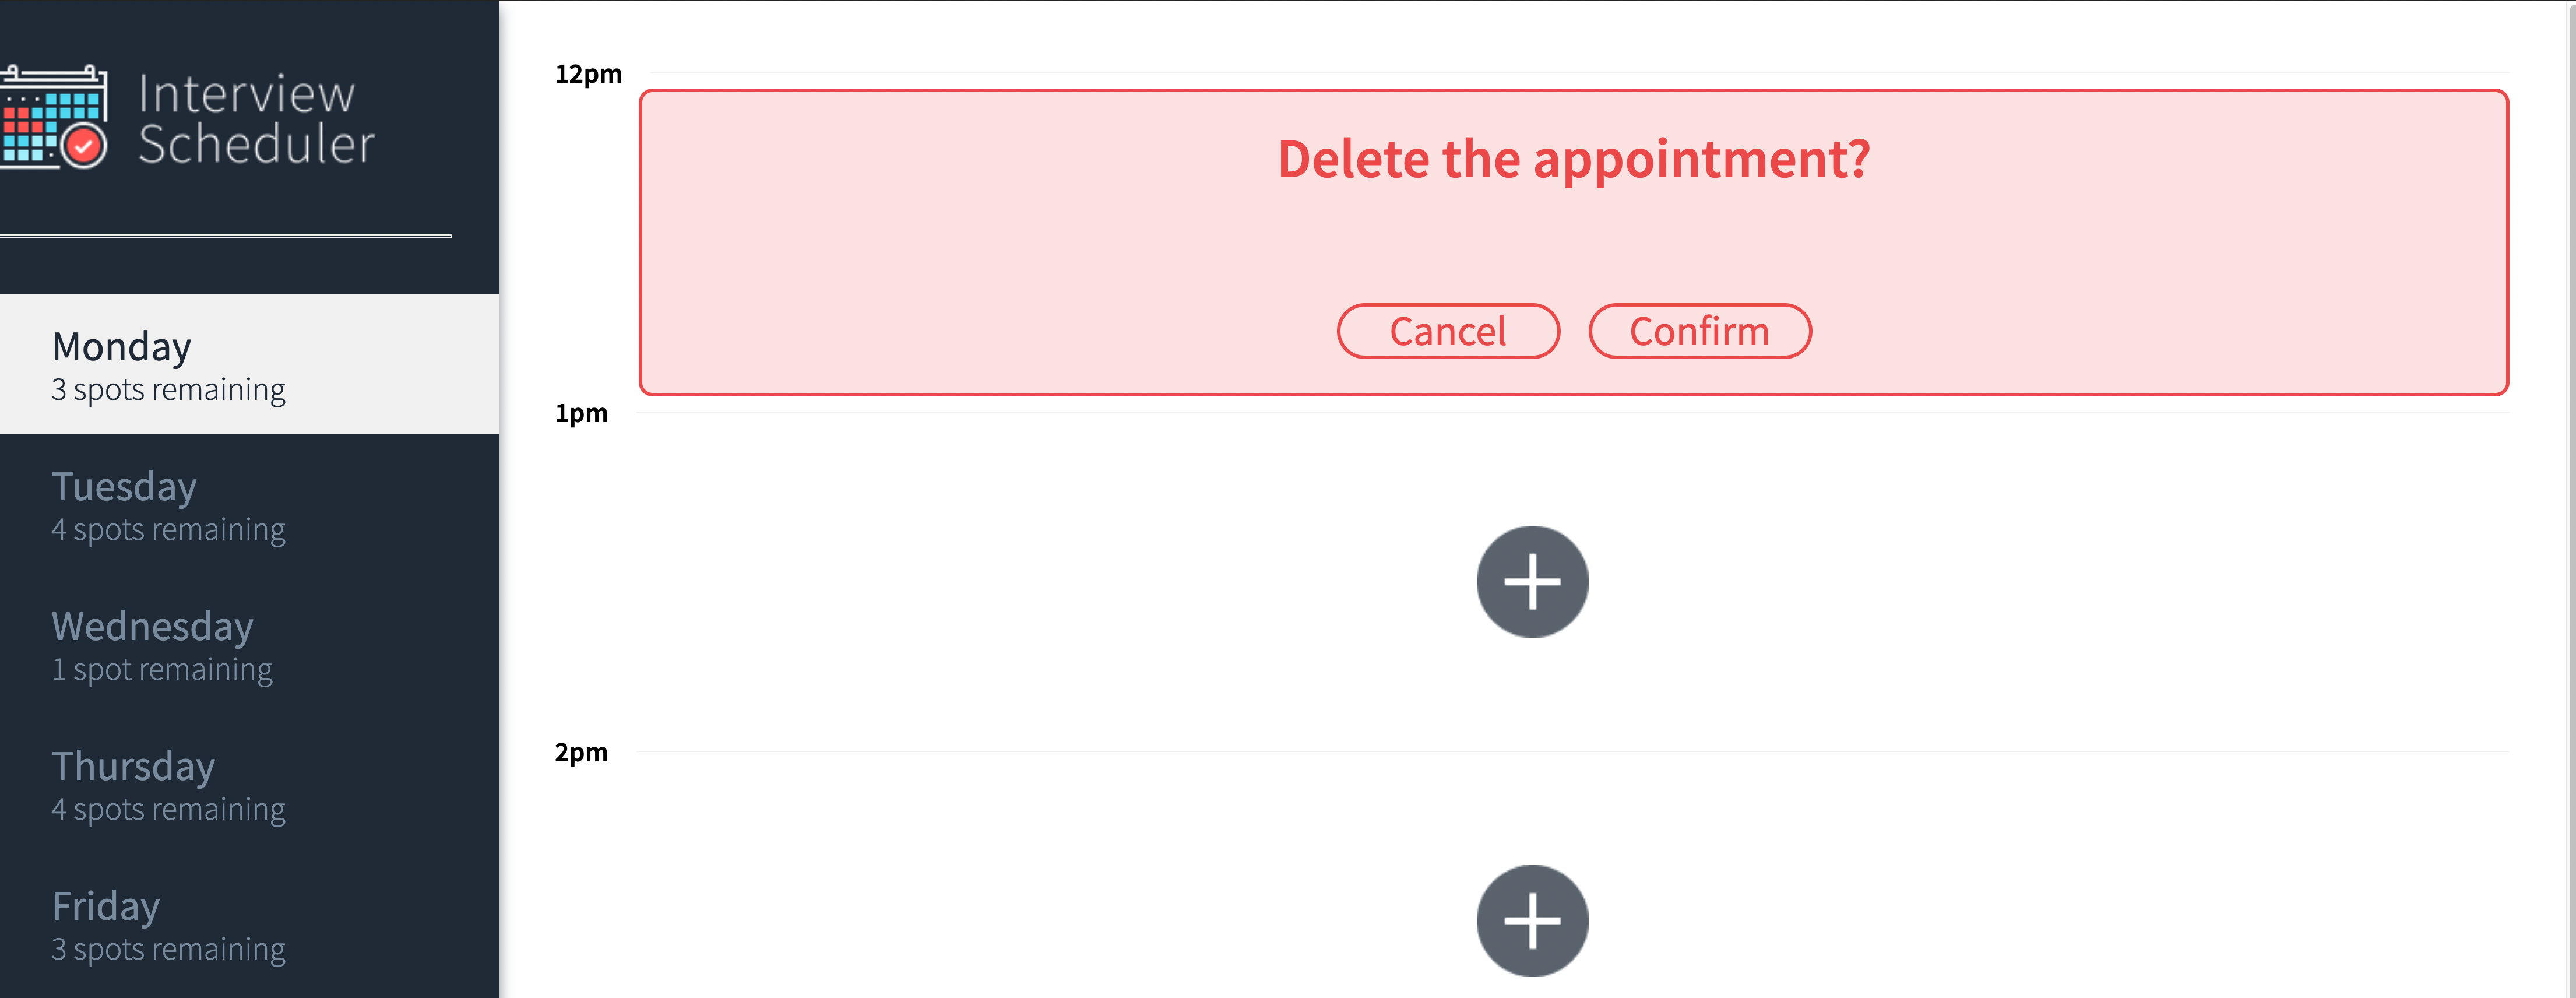 Interview
Scheduler
Monday
3 spots remaining
Tuesday
4 spots remaining
Wednesday
1 spot remaining
Thursday
4 spots remaining
Friday
3 spots remaining
12pm
Delete the appointment?
Cancel Confirm
1pm
2pm